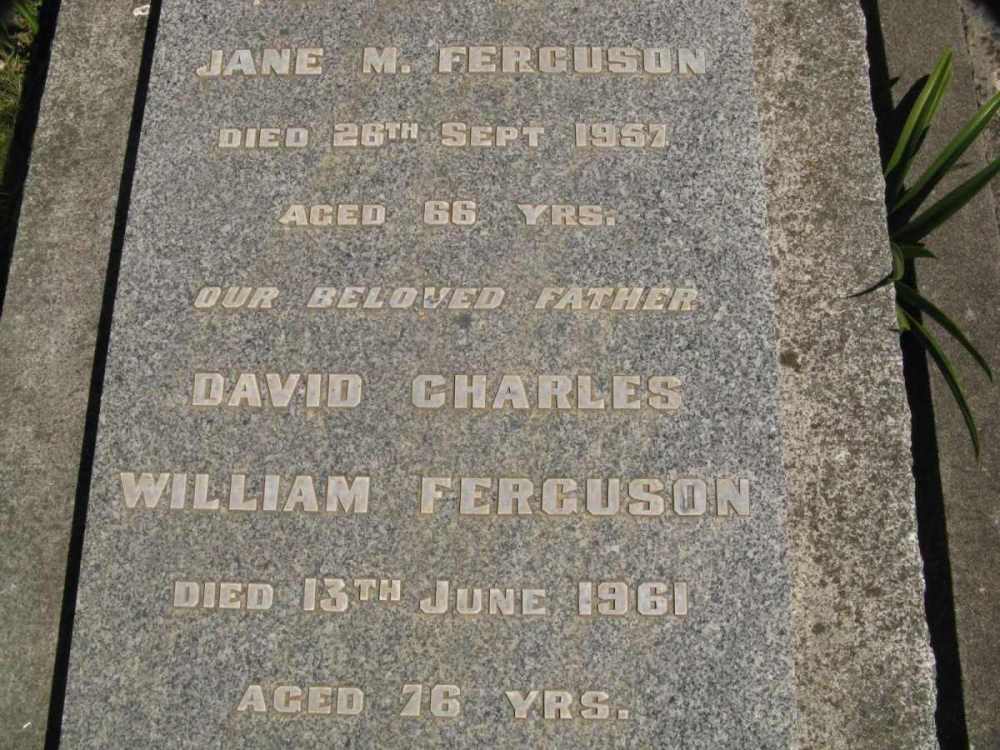 JANE M. FERGUSON
DIED 28TH SEPT 1957
AGED 66 YRS.
OUR BELOVED FATHER
DAVID CHARLES
WILLIAM FERGUSON
DIED 13TH JUNE 1961
AGED 76 YRS.